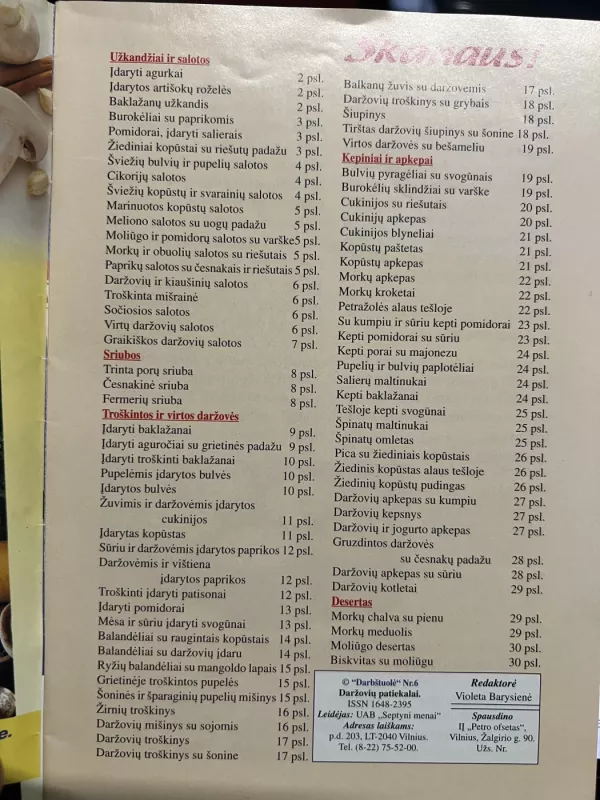 Skanaus!
Užkandžiai ir salotos
Įdaryti agurkai 2 psl.
Įdarytos artišokų roželės 2 psl.
Baklažanų užkandis 2 psl.
Burokėliai su paprikomis 3 psl.
Pomidorai, įdaryti salierais 3 psl.
Žiediniai kopūstai su riešutų padažu 3 psl.
Šviežių bulvių ir pupelių salotos 4 psl.
Cikorijų salotos 4 psl.
Šviežių kopūstų ir svarainių salotos 4 psl.
Marinuotos kopūstų salotos 5 psl.
Meliono salotos su uogų padažu 5 psl.
Moliūgo ir pomidorų salotos su varške 5 psl.
Morkų ir obuolių salotos su riešutais 5 psl.
Paprikų salotos su česnakais ir riešutais 5 psl.
Daržovių ir kiaušinių salotos 6 psl.
Troškinta mišrainė 6 psl.
Sočiosios salotos 6 psl.
Virtų daržovių salotos 6 psl.
Graikiškos daržovių salotos 7 psl.
Sriubos
Trinta porų sriuba 8 psl.
Česnakinė sriuba 8 psl.
Fermerių sriuba 8 psl.
Troškintos ir virtos daržovės
Įdaryti baklažanai 9 psl.
Įdaryti aguročiai su grietinės padažu 9 psl.
Įdaryti troškinti baklažanai 10 psl.
Pupelėmis įdarytos bulvės 10 psl.
Įdarytos bulvės 10 psl.
Žuvimis ir daržovėmis įdarytos
cukinijos 11 psl.
Įdarytas kopūstas 11 psl.
Sūriu ir daržovėmis įdarytos paprikos 12 psl.
Daržovėmis ir vištiena
įdarytos paprikos 12 psl.
Troškinti įdaryti patisonai 12 psl.
Įdaryti pomidorai 13 psl.
Mėsa ir sūriu įdaryti svogūnai 13 psl.
Balandėliai su raugintais kopūstais 14 psl.
Balandėliai su daržovių įdaru 14 psl.
Ryžių balandėliai su mangoldo lapais 15 psl.
Grietinėje troškintos pupelės 15 psl.
Šoninės ir šparaginių pupelių mišinys 15 psl.
Žirnių troškinys 16 psl.
Daržovių mišinys su sojomis 16 psl.
Daržovių troškinys 17 psl.
Daržovių troškinys su šonine 17 psl.
Balkanų žuvis su daržovėmis 17 psl.
Daržovių troškinys su grybais 18 psl.
Šiupinys 18 psl.
Tirštas daržovių šiupinys su šonine 18 psl.
Virtos daržovės su bešameliu 19 psl.
Kepiniai ir apkepai
Bulvių pyragėliai su svogūnais 19 psl.
Burokėlių sklindžiai su varške 19 psl.
Cukinijos su riešutais 20 psl.
Cukinijų apkepas 20 psl.
Cukinijos blyneliai 21 psl.
Kopūstų paštetas 21 psl.
Kopūstų apkepas 21 psl.
Morkų apkepas 22 psl.
Morkų kroketai 22 psl.
Petražolės alaus tešloje 22 psl.
Su kumpiu ir sūriu kepti pomidorai 23 psl.
Kepti pomidorai su sūriu 23 psl.
Kepti porai su majonezu 24 psl.
Pupelių ir bulvių paplotėliai 24 psl.
Salierų maltinukai 24 psl.
Kepti baklažanai 24 psl.
Tešloje kepti svogūnai 25 psl.
Špinatų maltinukai 25 psl.
Špinatų omletas 25 psl.
Pica su žiediniais kopūstais 26 psl.
Žiedinis kopūstas alaus tešloje 26 psl.
Žiedinių kopūstų pudingas 26 psl.
Daržovių apkepas su kumpiu 27 psl.
Daržovių kepsnys 27 psl.
Daržovių ir jogurto apkepas 27 psl.
Gruzdintos daržovės
su česnakų padažu 28 psl.
Daržovių apkepas su sūriu 28 psl.
Daržovių kotletai 29 psl.
Desertas
Morkų chalva su pienu 29 psl.
Morkų meduolis 29 psl.
Moliūgo desertas 30 psl.
Biskvitas su moliūgu 30 psl.
© "Darbštuolė" Nr.6
Daržovių patiekalai.
ISSN 1648-2395
Leidėjas: UAB „Septyni menai"
Adresas laiškams:
p.d. 203, LT-2040 Vilnius.
Tel. (8-22) 75-52-00.
Redaktorė
Violeta Barysienė
Spausdino
IĮ „Petro ofsetas",
Vilnius, Žalgirio g. 90.
Užs. Nr.
e.